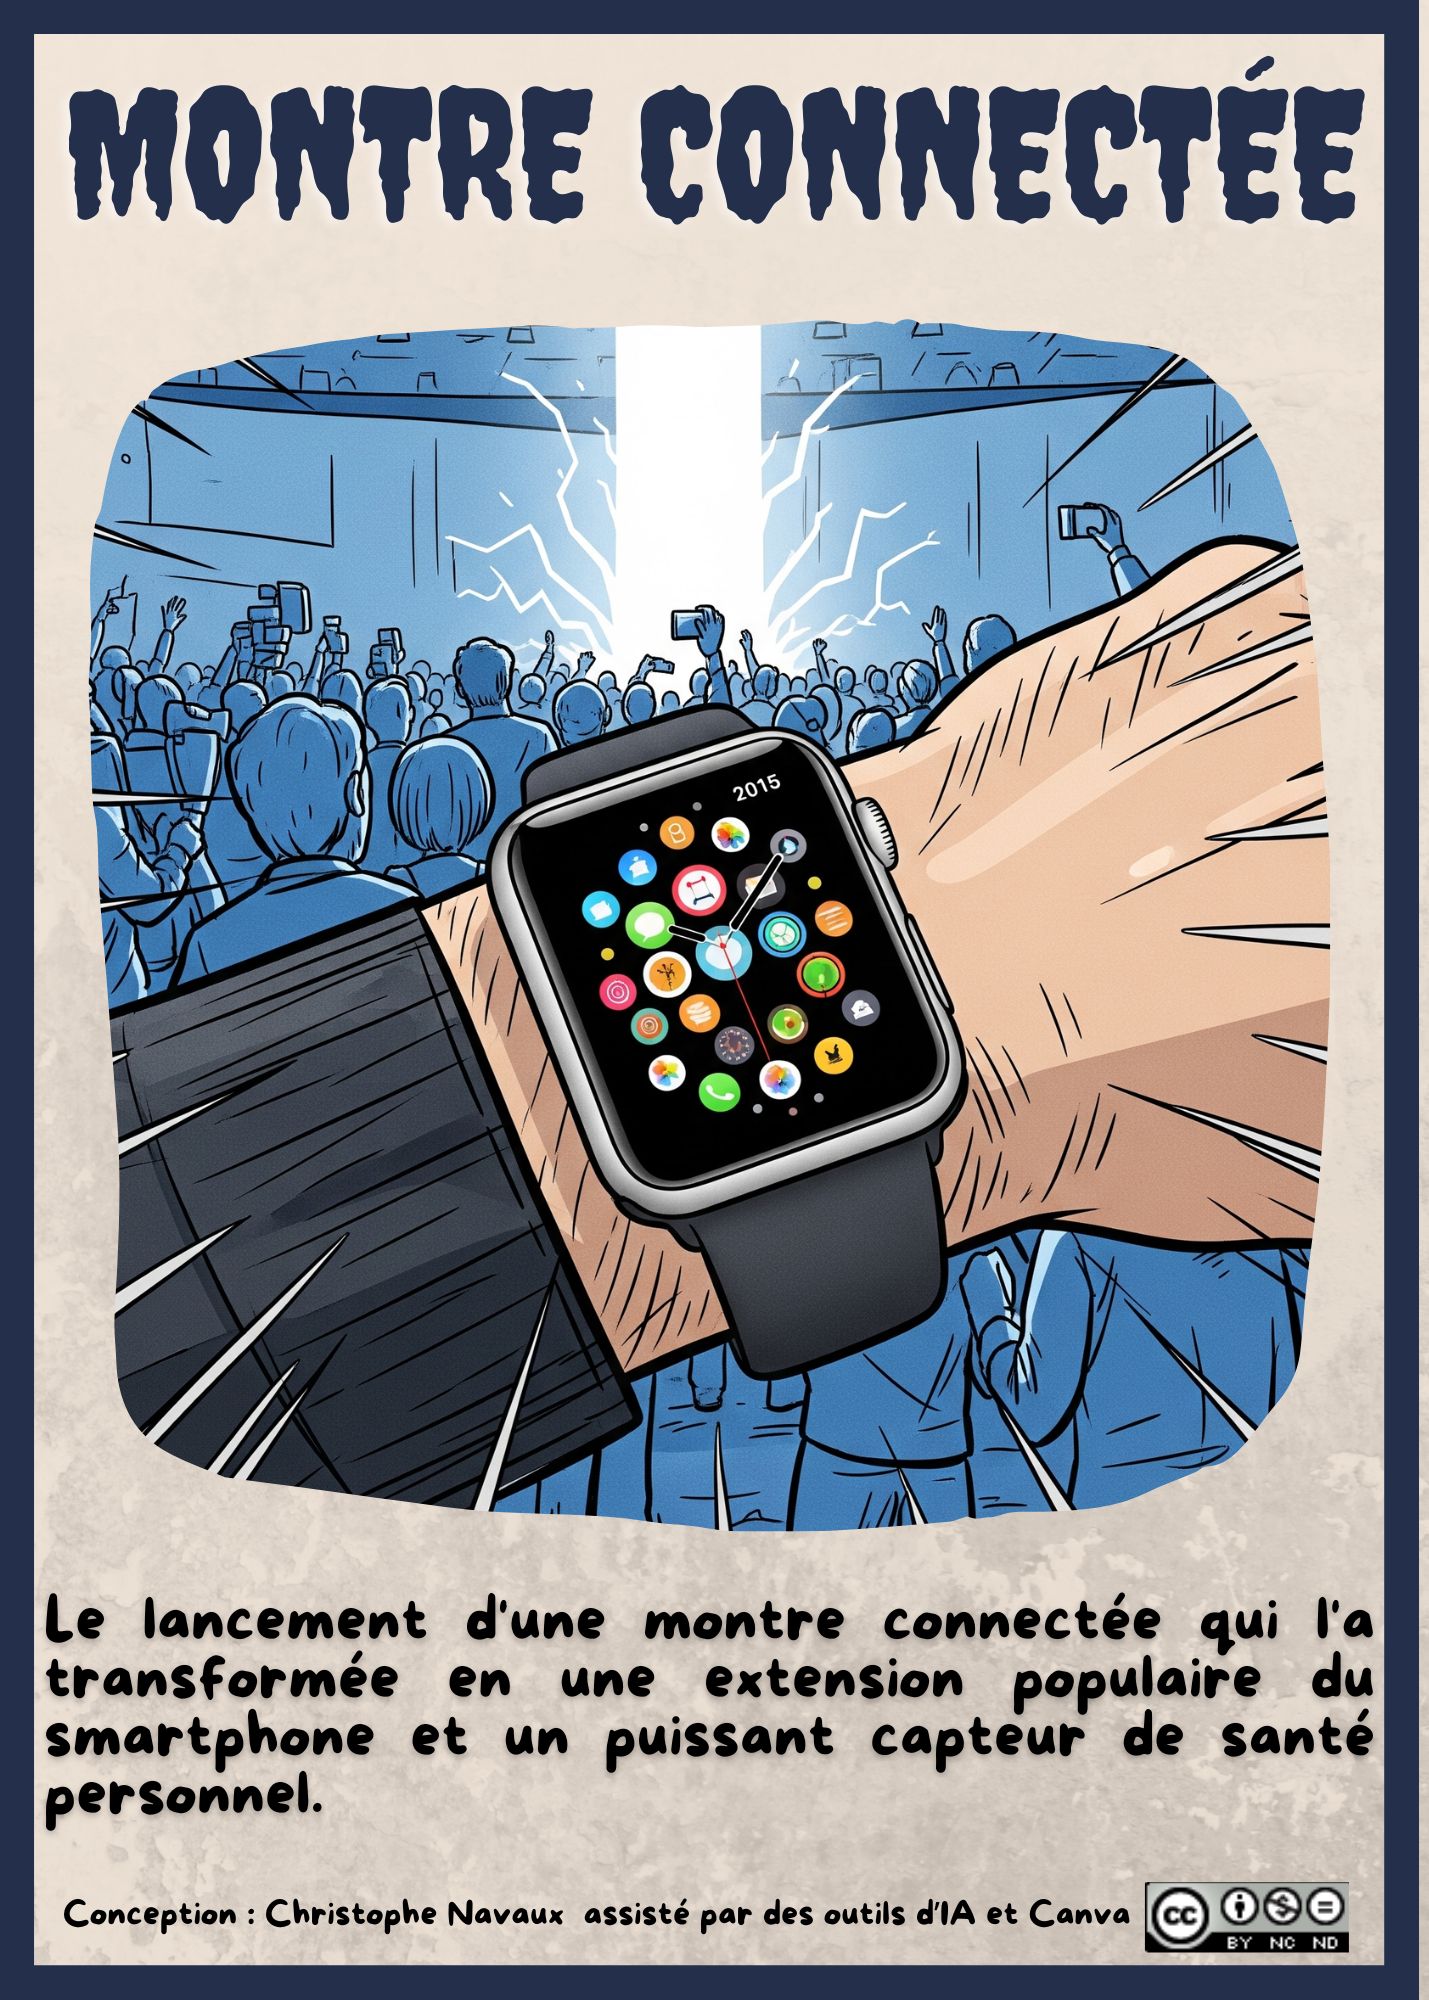 MONTRE CONNECTÉE
2015
Le lancement d'une montre connectée qui l'a
transformée en une extension populaire du
smartphone et un puissant capteur de santé
personnel.
Conception : Christophe Navaux assisté par des outils d'IA et Canva
cc BY NC ND